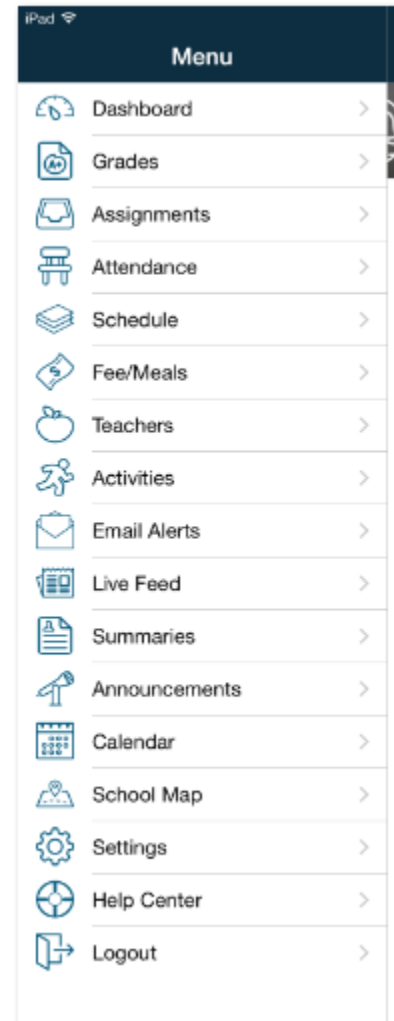 iPad
Menu
Dashboard
A+
Grades
Assignments
Attendance
Schedule
Fee/Meals
Teachers
Activities
Email Alerts
Live Feed
Summaries
Announcements
Calendar
School Map
Settings
Help Center
Logout